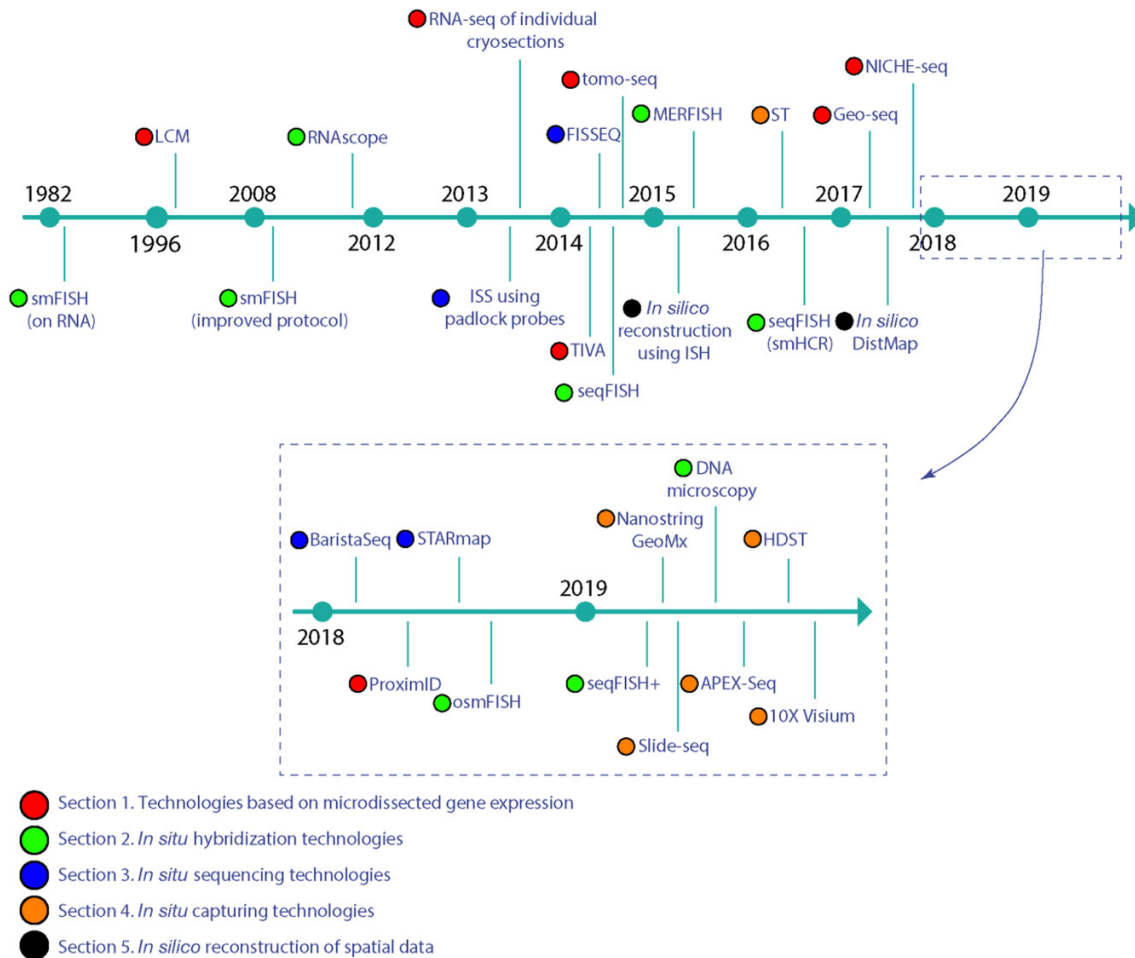 RNA-seq of individual
cryosections
NICHE-seq
tomo-seq
MERFISH
ST
Geo-seq
LCM
RNAscope
FISSEQ
1982
2008
2013
2015
2017
2019
1996
2012
2014
2016
2018
smFISH
(on RNA)
smFISH
(improved protocol)
ISS using
padlock probes
In silico
reconstruction
using ISH
seqFISH
(smHCR)
In silico
DistMap
TIVA
seqFISH
DNA
microscopy
Nanostring
GeoMx
BaristaSeq
STARmap
HDST
2019
2018
ProximID
osmFISH
seqFISH+
APEX-Seq
10X Visium
Slide-seq
Section 1. Technologies based on microdissected gene expression
Section 2. In situ hybridization technologies
Section 3. In situ sequencing technologies
Section 4. In situ capturing technologies
Section 5. In silico reconstruction of spatial data